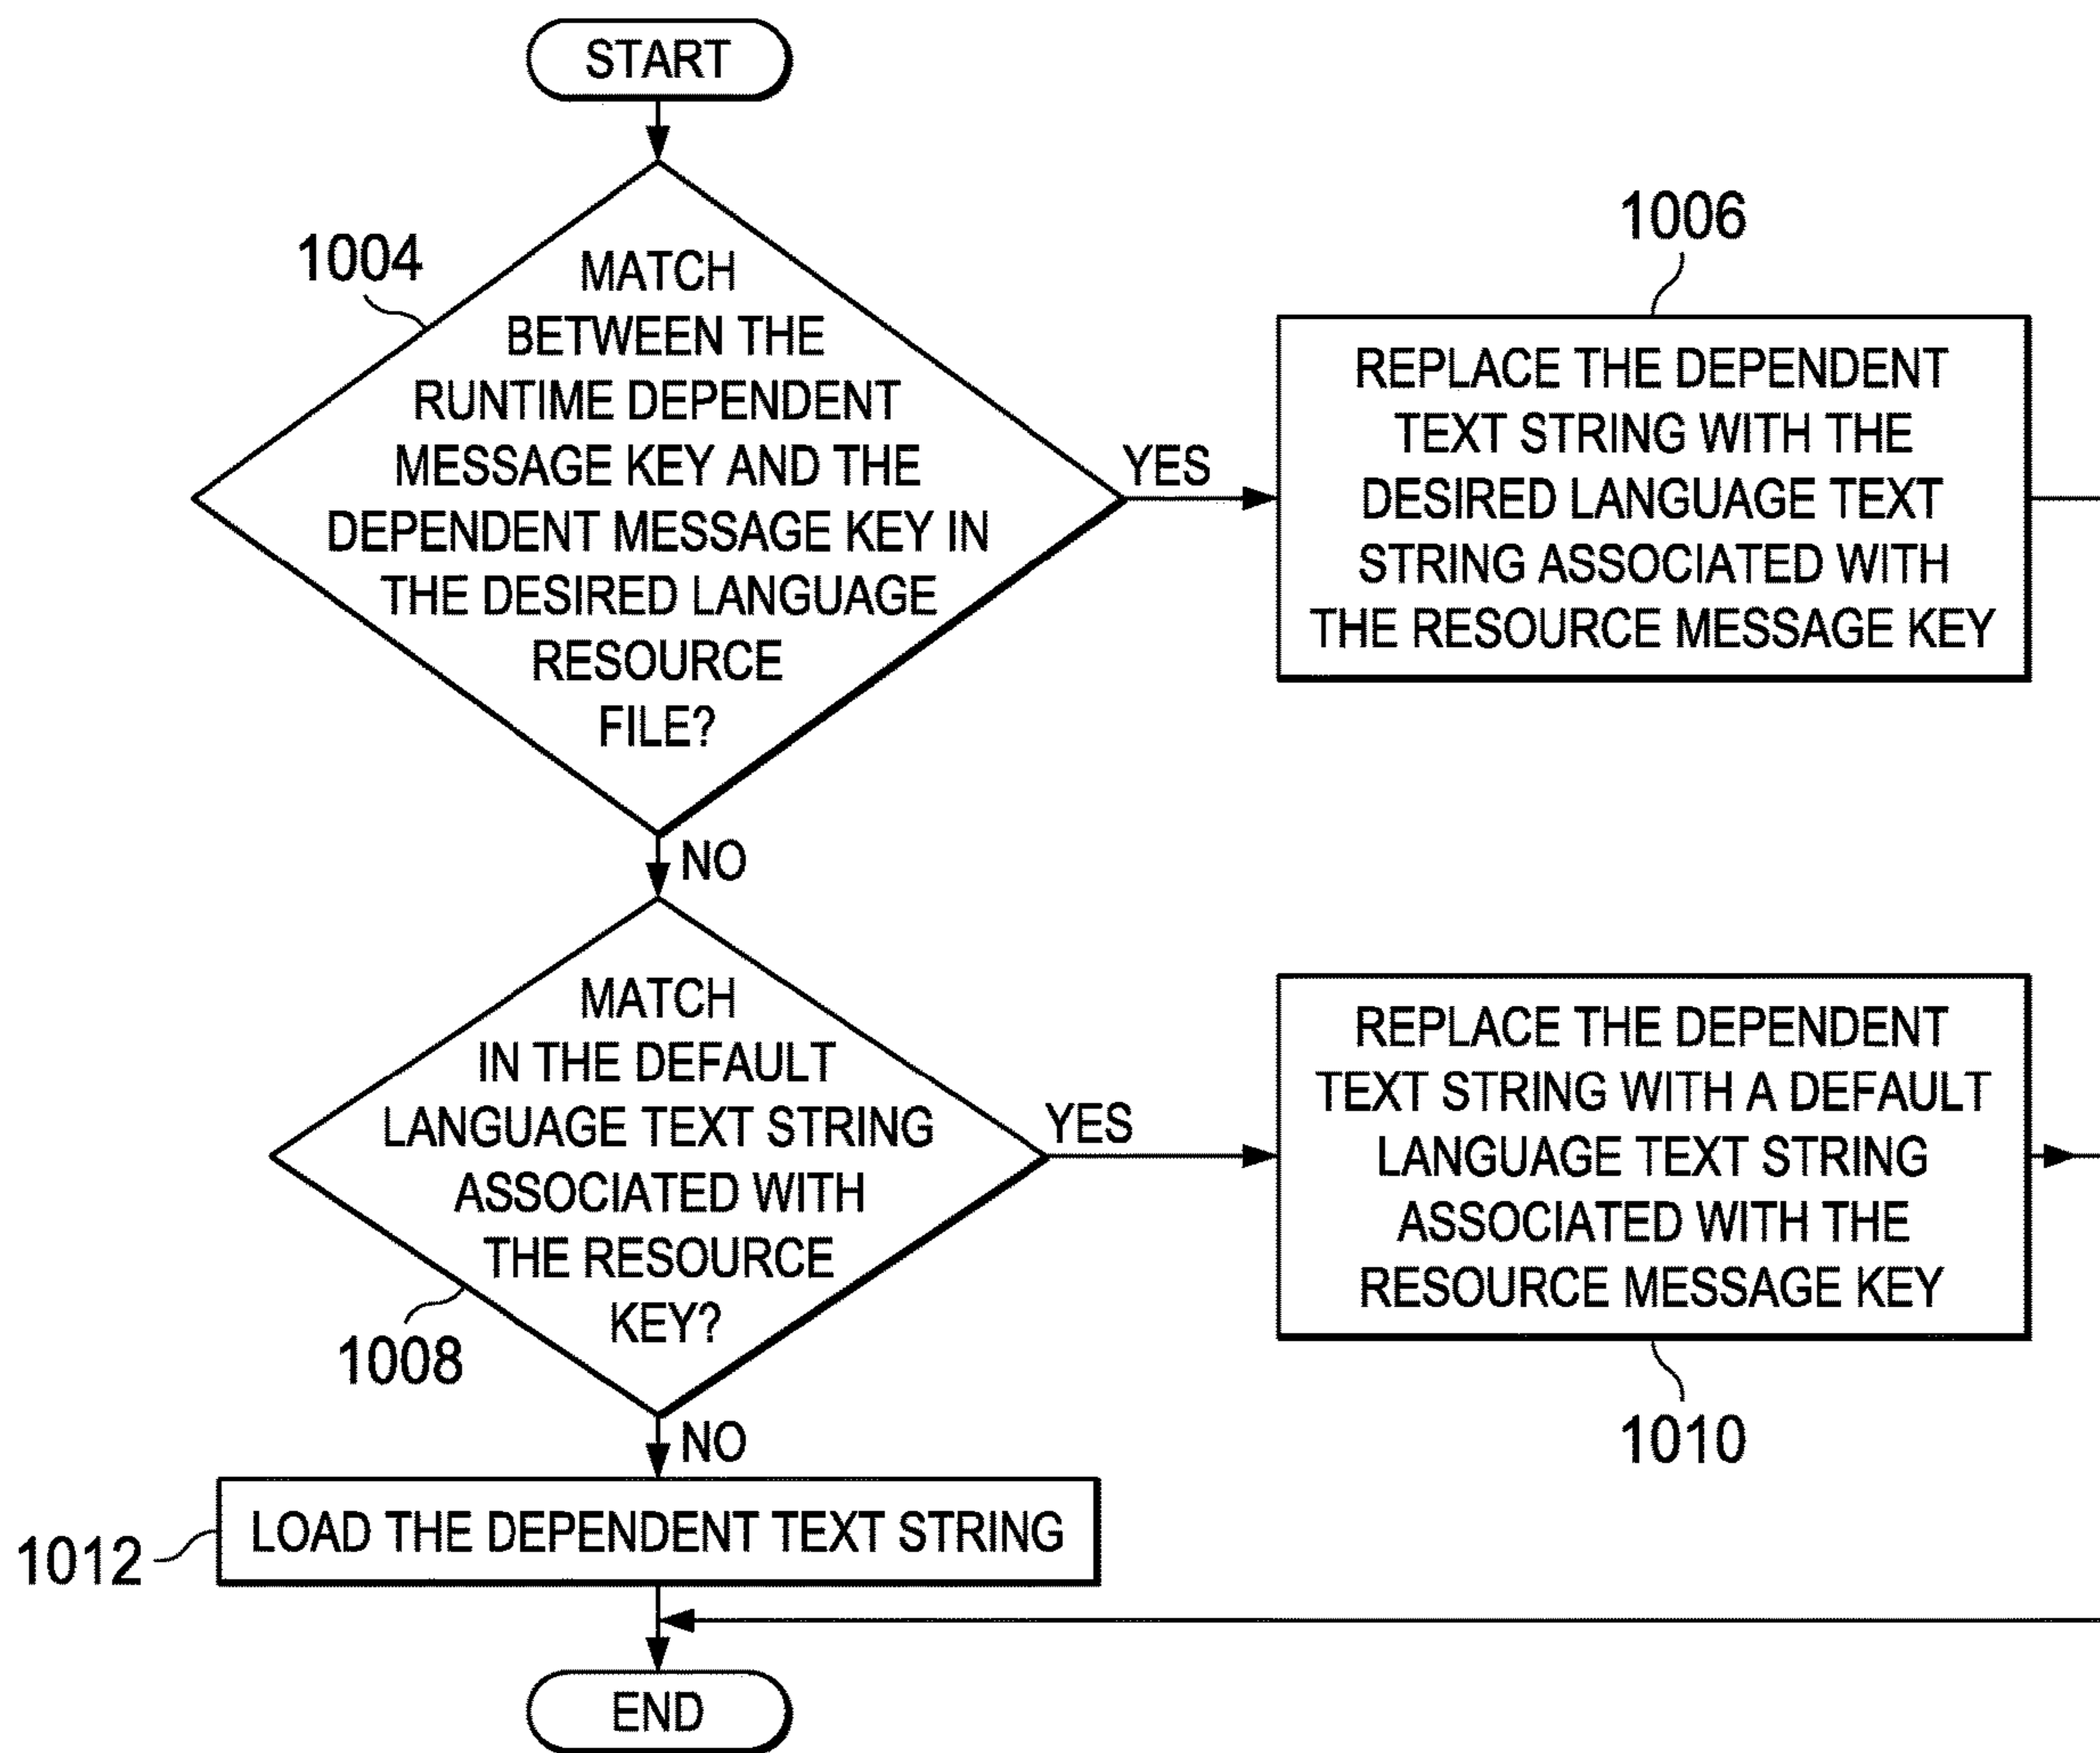 START
1004
MATCH
BETWEEN THE
RUNTIME DEPENDENT
MESSAGE KEY AND THE
DEPENDENT MESSAGE KEY IN
THE DESIRED LANGUAGE
RESOURCE
FILE?
YES
1006
REPLACE THE DEPENDENT
TEXT STRING WITH THE
DESIRED LANGUAGE TEXT
STRING ASSOCIATED WITH
THE RESOURCE MESSAGE KEY
NO
MATCH
IN THE DEFAULT
LANGUAGE TEXT STRING
ASSOCIATED WITH
THE RESOURCE
KEY?
1008
YES
REPLACE THE DEPENDENT
TEXT STRING WITH A DEFAULT
LANGUAGE TEXT STRING
ASSOCIATED WITH THE
RESOURCE MESSAGE KEY
1010
NO
LOAD THE DEPENDENT TEXT STRING
1012
END